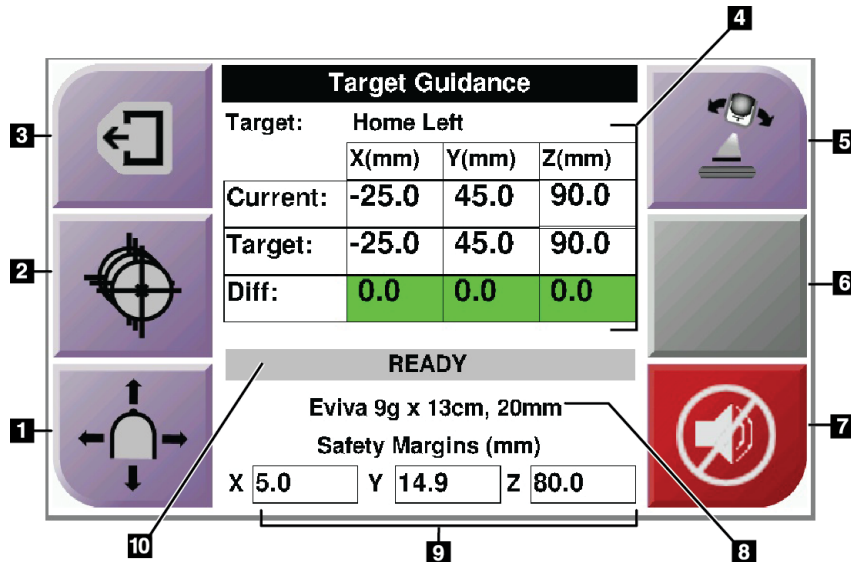 4
Target Guidance
3
Target: Home Left
5
X(mm) Y(mm) Z(mm)
Current: -25.0 45.0 90.0
Target: -25.0 45.0 90.0
2
6
Diff: 0.0 0.0 0.0
READY
Eviva 9g x 13cm, 20mm
1
7
Safety Margins (mm)
X 5.0 Y 14.9 Z 80.0
10
9
8